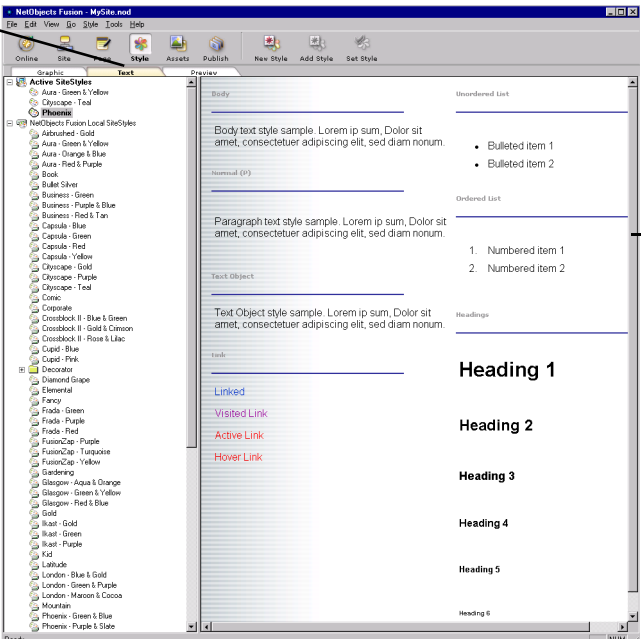 NetObjects Fusion - MySite.nod
File Edit View Go Style Tools Help
Online Site Page Style Assets Publish New Style Add Style Set Style
Graphic Text Preview
Active SiteStyles
Aura - Green & Yellow
Cityscape - Teal
Phoenix
NetObjects Fusion Local SiteStyles
Airbrushed - Gold
Aura - Green & Yellow
Aura - Orange & Blue
Aura - Red & Purple
Book
Bullet Silver
Business - Green
Business - Purple & Blue
Business - Red & Tan
Capsula - Blue
Capsula - Green
Capsula - Red
Capsula - Yellow
Cityscape - Gold
Cityscape - Purple
Cityscape - Teal
Comic
Corporate
Crossblock II - Blue & Green
Crossblock II - Gold & Crimson
Crossblock II - Rose & Lilac
Cupid - Blue
Cupid - Pink
Decorator
Diamond Grape
Elemental
Fancy
Frada - Green
Frada - Purple
Frada - Red
FusionZap - Purple
FusionZap - Turquoise
FusionZap - Yellow
Gardening
Glasgow - Aqua & Orange
Glasgow - Green & Yellow
Glasgow - Red & Blue
Gold
Ikast - Gold
Ikast - Green
Ikast - Purple
Kid
Latitude
London - Blue & Gold
London - Green & Purple
London - Maroon & Cocoa
Mountain
Phoenix - Green & Blue
Phoenix - Purple & Slate
Body
Body text style sample. Lorem ip sum, Dolor sit
amet, consectetuer adipiscing elit, sed diam nonum.
Normal (P)
Paragraph text style sample. Lorem ip sum, Dolor sit
amet, consectetuer adipiscing elit, sed diam nonum.
Text Object
Text Object style sample. Lorem ip sum, Dolor sit
amet, consectetuer adipiscing elit, sed diam nonum.
Link
Linked
Visited Link
Active Link
Hover Link
Unordered List
• Bulleted item 1
• Bulleted item 2
Ordered List
1. Numbered item 1
2. Numbered item 2
Headings
Heading 1
Heading 2
Heading 3
Heading 4
Heading 5
Heading 6